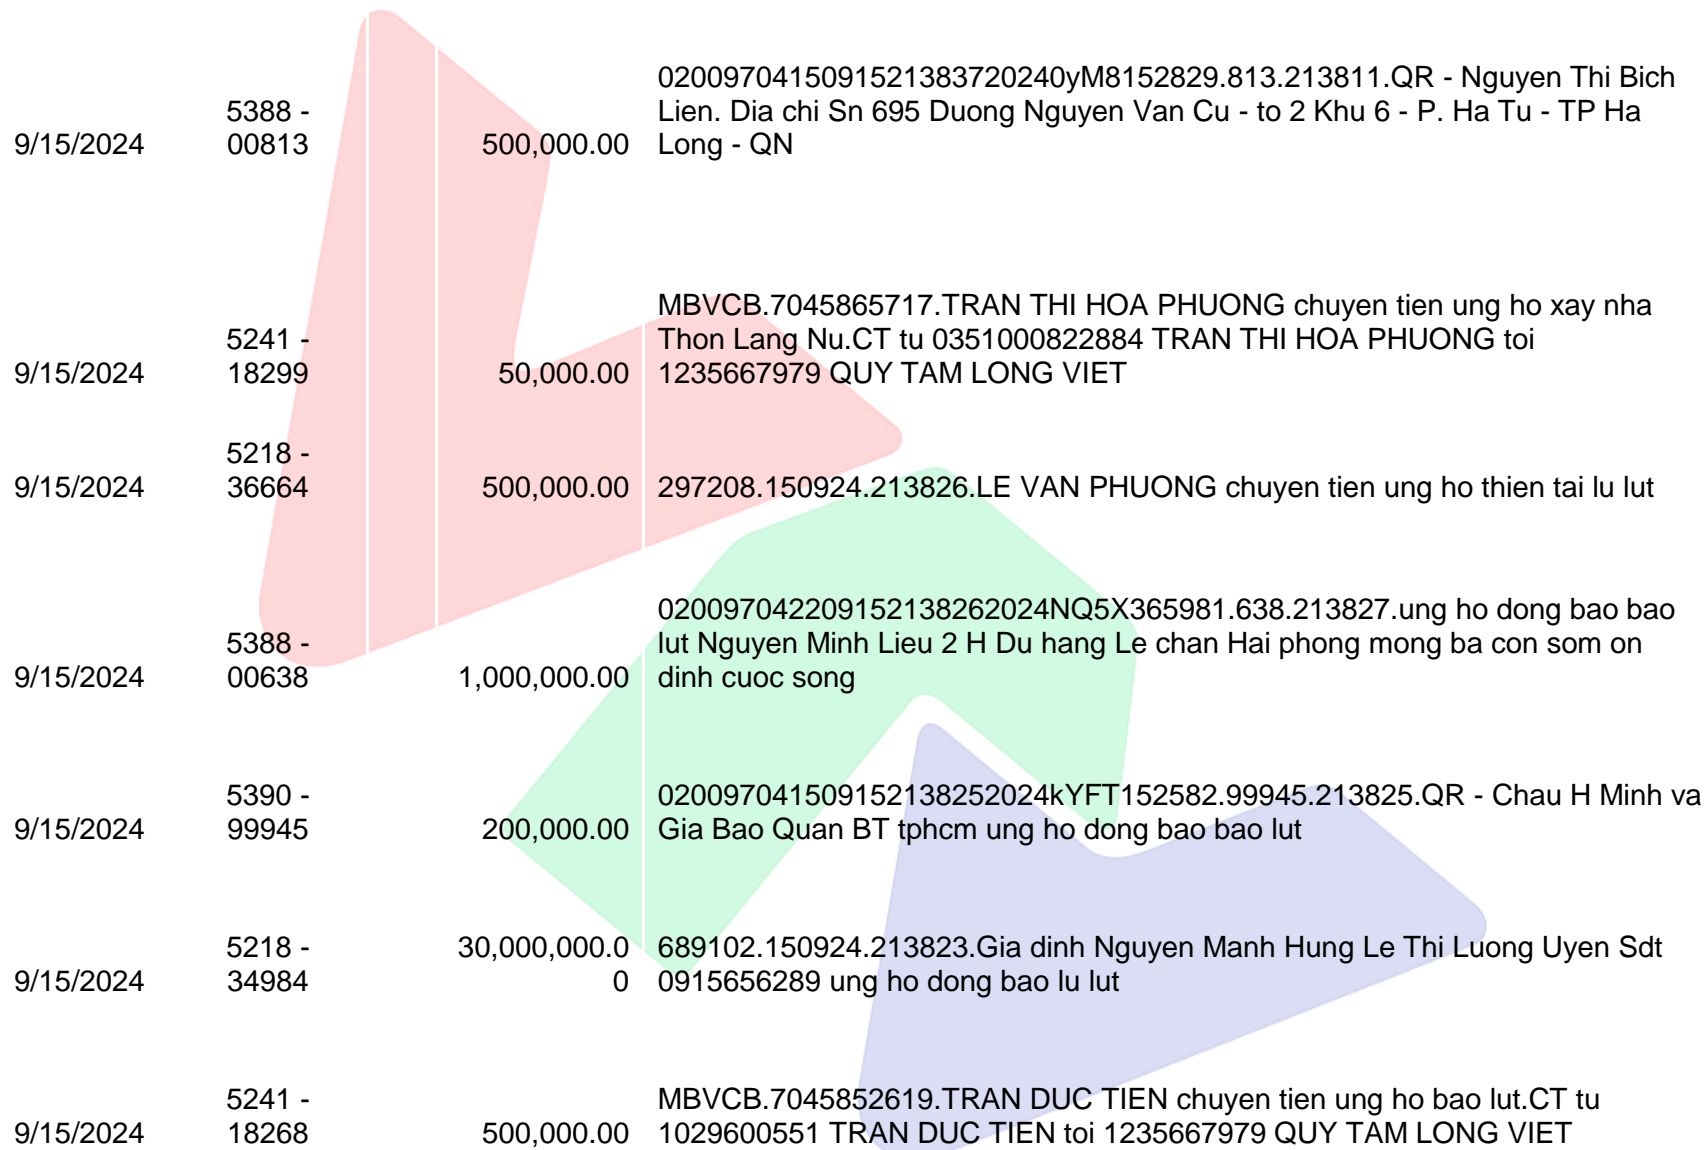 0200970415091521383720240yM8152829.813.213811.QR - Nguyen Thi Bich
5388 - Lien. Dia chi Sn 695 Duong Nguyen Van Cu - to 2 Khu 6 - P. Ha Tu - TP Ha
9/15/2024 00813 500,000.00 Long - QN
MBVCB.7045865717.TRAN THI HOA PHUONG chuyen tien ung ho xay nha
5241 - Thon Lang Nu.CT tu 0351000822884 TRAN THI HOA PHUONG toi
9/15/2024 18299 50,000.00 1235667979 QUY TAM LONG VIET
5218 -
9/15/2024 36664 500,000.00 297208.150924.213826.LE VAN PHUONG chuyen tien ung ho thien tai lu lut
020097042209152138262024NQ5X365981.638.213827.ung ho dong bao bao
5388 - lut Nguyen Minh Lieu 2 H Du hang Le chan Hai phong mong ba con som on
9/15/2024 00638 1,000,000.00 dinh cuoc song
5390 - 020097041509152138252024kYFT152582.99945.213825.QR - Chau H Minh va
9/15/2024 99945 200,000.00 Gia Bao Quan BT tphcm ung ho dong bao bao lut
5218 - 30,000,000.0 689102.150924.213823.Gia dinh Nguyen Manh Hung Le Thi Luong Uyen Sdt
9/15/2024 34984 0 0915656289 ung ho dong bao lu lut
5241 - MBVCB.7045852619.TRAN DUC TIEN chuyen tien ung ho bao lut.CT tu
9/15/2024 18268 500,000.00 1029600551 TRAN DUC TIEN toi 1235667979 QUY TAM LONG VIET